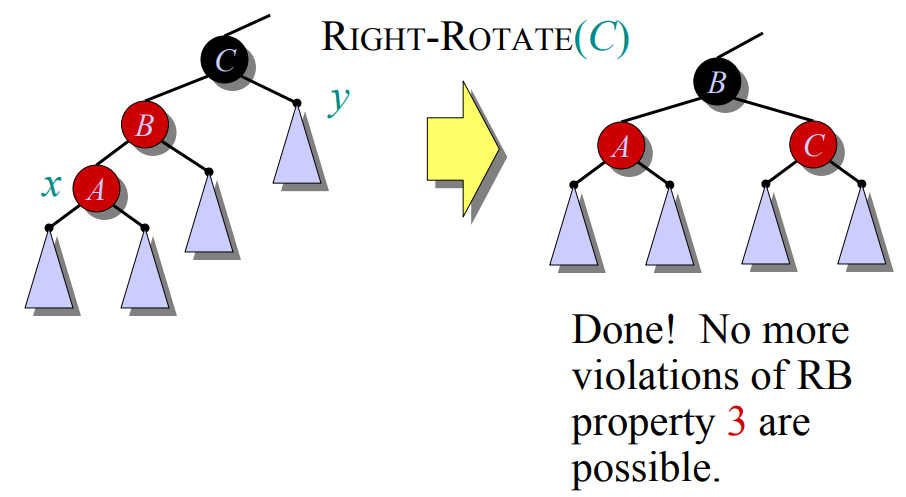 RIGHT-ROTATE(C)
C
y
B
x
A
B
A
C
Done! No more
violations of RB
property 3 are
possible.